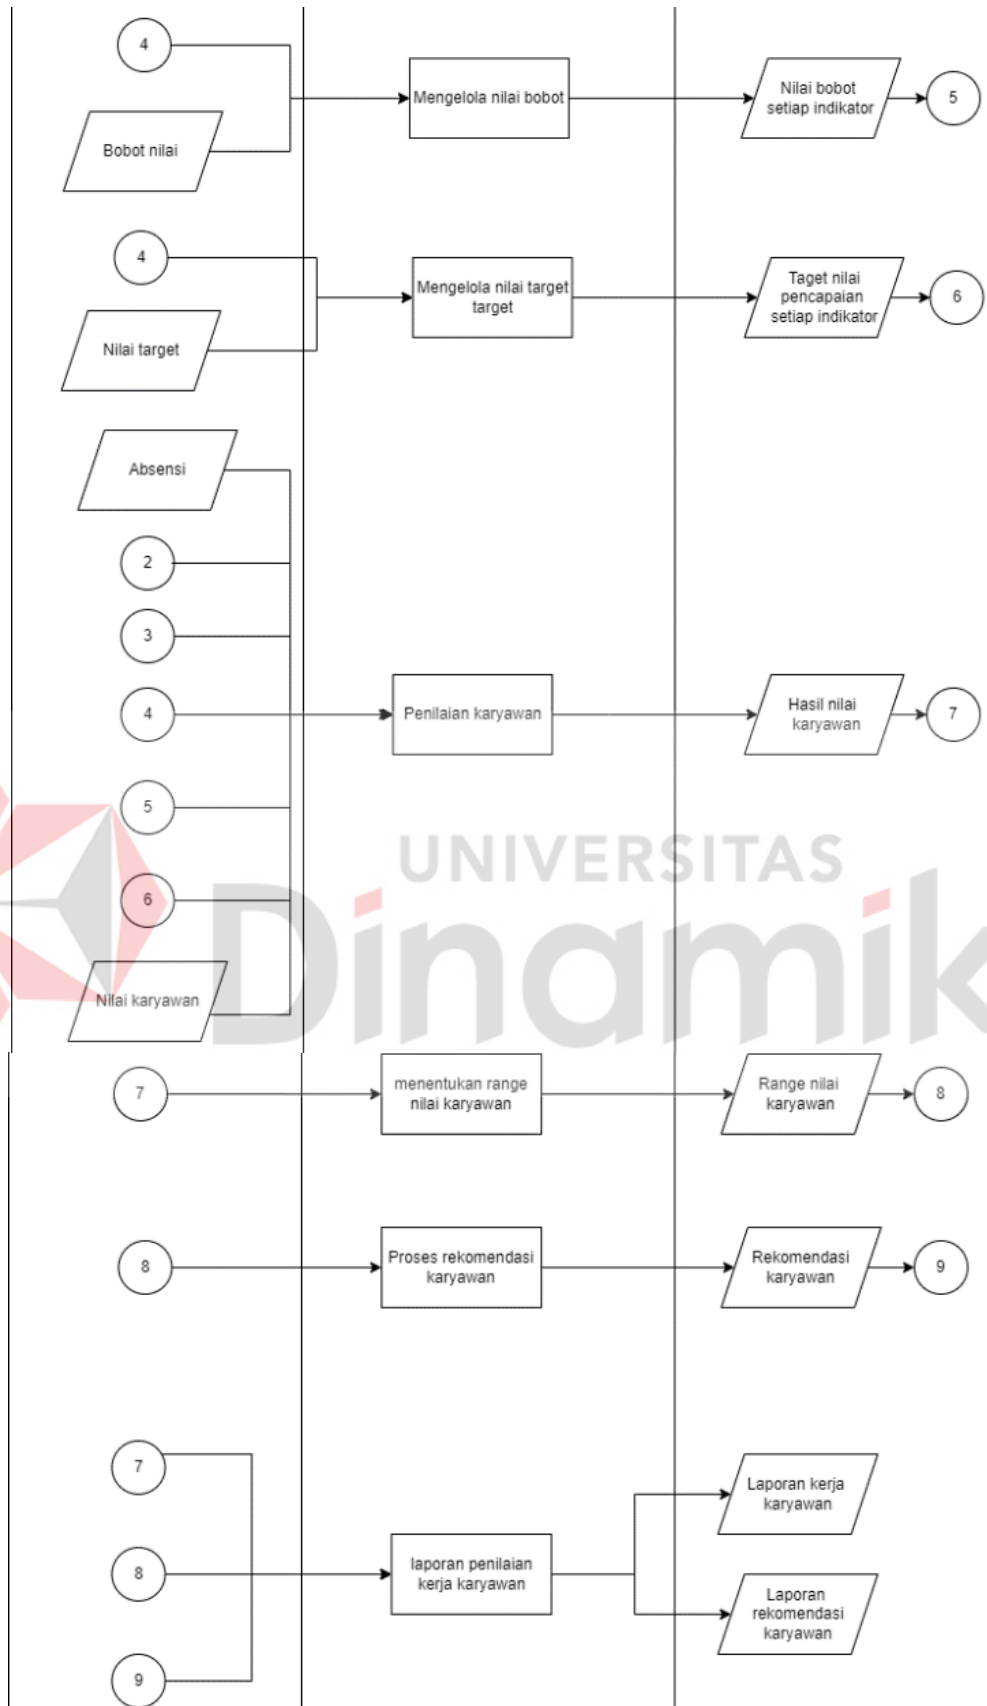 4
Mengelola nilai bobot
Nilai bobot
setiap indikator
5
Bobot nilai
4
Mengelola nilai target
target
Taget nilai
pencapaian
setiap indikator
6
Nilai target
Absensi
2
3
4
Penilaian karyawan
Hasil nilai
karyawan
7
5
UNIVERSITAS
Dinamika
6
Nilai karyawan
7
menentukan range
nilai karyawan
Range nilai
karyawan
8
8
Proses rekomendasi
karyawan
Rekomendasi
karyawan
9
7
Laporan kerja
karyawan
8
laporan penilaian
kerja karyawan
Laporan
rekomendasi
karyawan
9